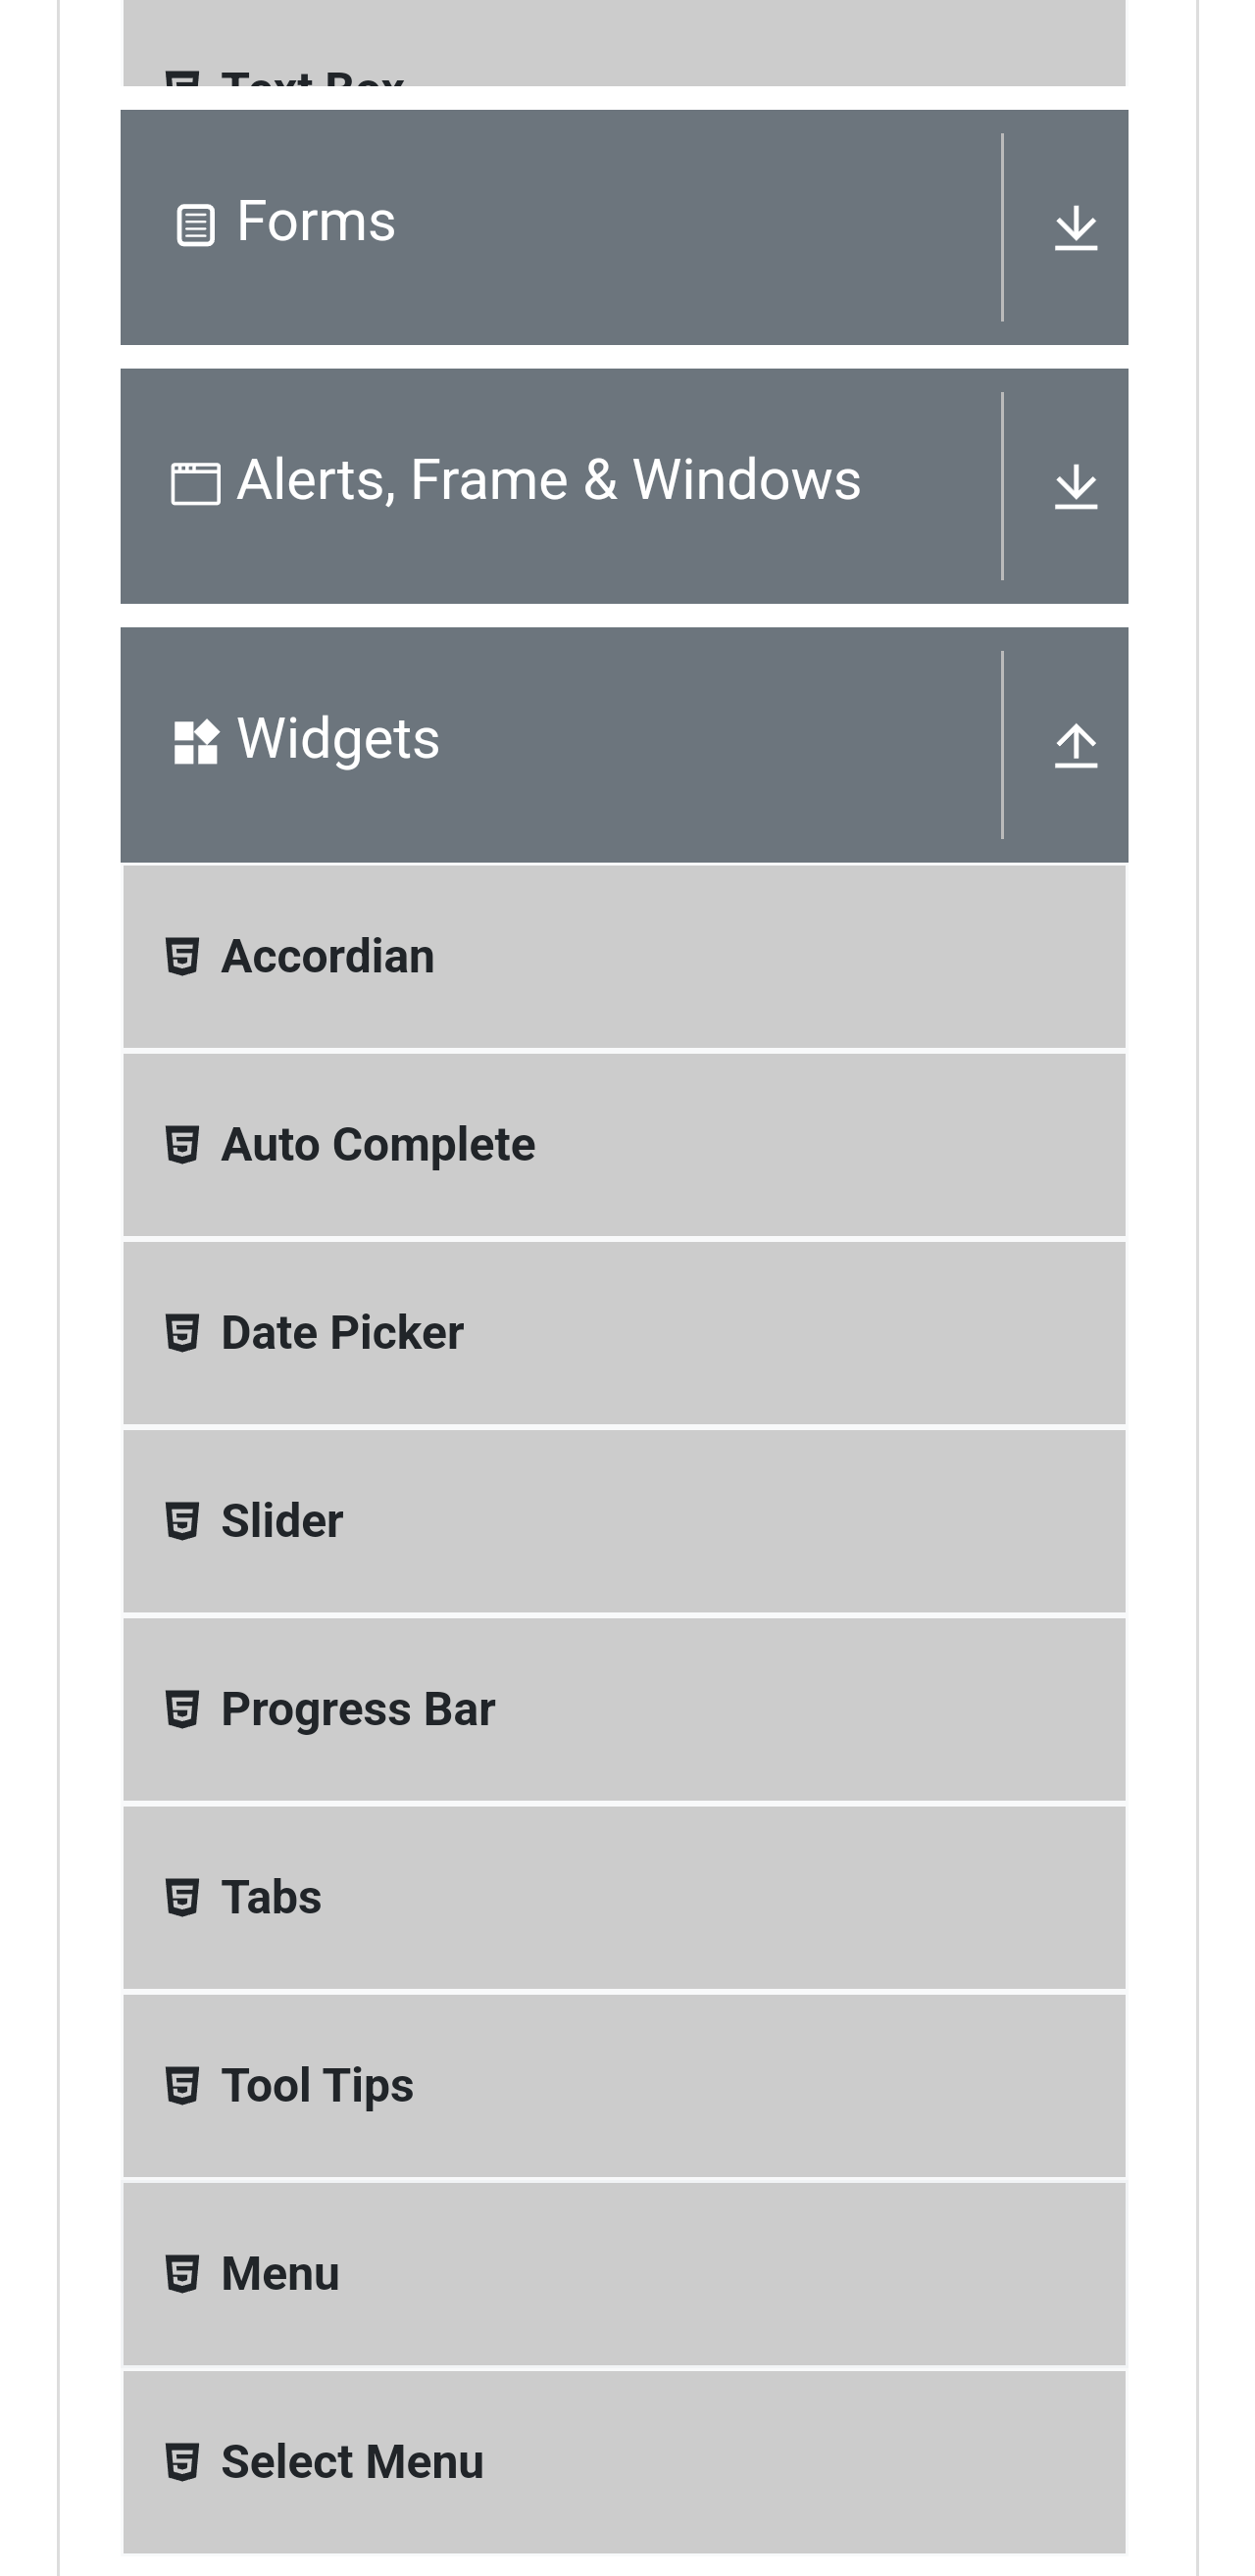 Text Box
Forms
Alerts, Frame & Windows
Widgets
Accordian
Auto Complete
Date Picker
Slider
Progress Bar
Tabs
Tool Tips
Menu
Select Menu